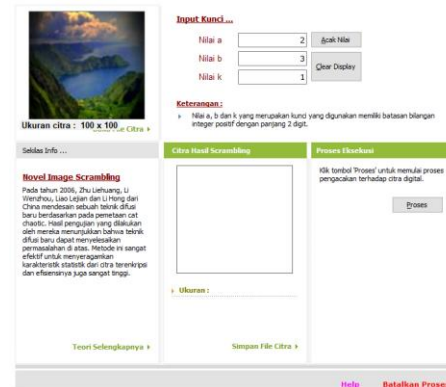 Input Kunci ...
Nilai a 2 Acak Nilai
Nilai b 3 Clear Display
Nilai k 1
Keterangan :
Nilai a, b dan k yang merupakan kunci yang digunakan memiliki batasan bilangan
integer positif dengan panjang 2 digit.
Ukuran citra : 100 x 100
File Citra
Sekilas Info ...
Novel Image Scrambling
Pada tahun 2006, Zhu Liehuang, Li
Wenzhou, Liao Lejian dan Li Hong dari
China mendesain sebuah teknik difusi
baru berdasarkan pada pemetaan cat
chaotic. Hasil pengujian yang dilakukan
oleh mereka menunjukkan bahwa teknik
difusi baru dapat menyelesaikan
permasalahan di atas. Metode ini sangat
efektif untuk menyeragamkan
karakteristik statistik dari citra terenkripsi
dan efisiensinya juga sangat tinggi.
Teori Selengkapnya
Citra Hasil Scrambling
Ukuran :
Simpan File Citra
Proses Eksekusi
Klik tombol 'Proses' untuk memulai proses
pengacakan terhadap citra digital.
Proses
Help Batalkan Proses